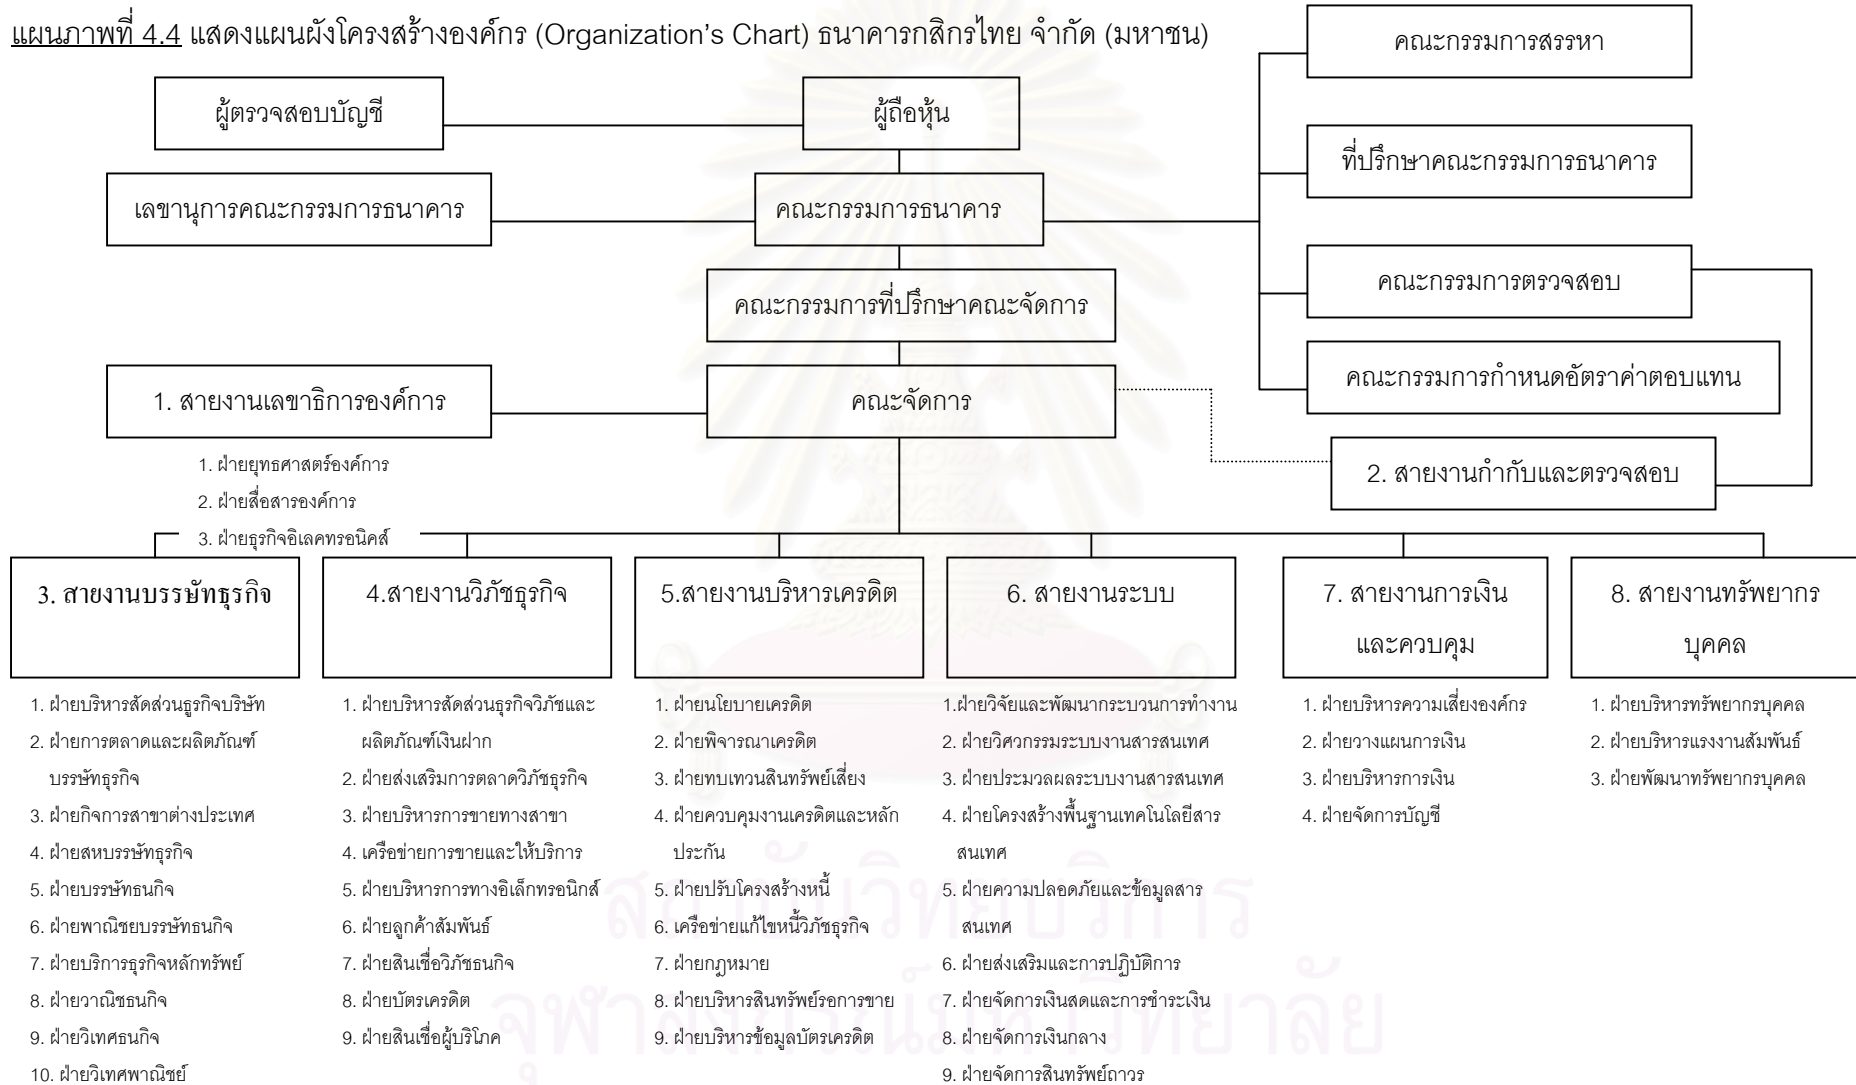 แผนภาพที่ 4.4 แสดงแผนผังโครงสร้างองค์กร (Organization's Chart) ธนาคารกสิกรไทย จำกัด (มหาชน)
คณะกรรมการสรรหา
ผู้ตรวจสอบบัญชี
ผู้ถือหุ้น
ที่ปรึกษาคณะกรรมการธนาคาร
เลขานุการคณะกรรมการธนาคาร
คณะกรรมการธนาคาร
คณะกรรมการตรวจสอบ
คณะกรรมการที่ปรึกษาคณะจัดการ
คณะกรรมการกำหนดอัตราค่าตอบแทน
1. สายงานเลขาธิการองค์การ
คณะจัดการ
2. สายงานกำกับและตรวจสอบ
1. ฝ่ายยุทธศาสตร์องค์การ
2. ฝ่ายสื่อสารองค์การ
3. ฝ่ายธุรกิจอิเลคทรอนิคส์
3. สายงานบรรษัทธุรกิจ
1. ฝ่ายบริหารสัดส่วนธูรกิจบริษัท
2. ฝ่ายการตลาดและผลิตภัณฑ์
บรรษัทธุรกิจ
3. ฝ่ายกิจการสาขาต่างประเทศ
4. ฝ่ายสหบรรษัทธุรกิจ
5. ฝ่ายบรรษัทธนกิจ
6. ฝ่ายพาณิชยบรรษัทธนกิจ
7. ฝ่ายบริการธุรกิจหลักทรัพย์
8. ฝ่ายวาณิชธนกิจ
9. ฝ่ายวิเทศธนกิจ
10. ฝ่ายวิเทศพาณิชย์
4.สายงานวิภัชธุรกิจ
1. ฝ่ายบริหารสัดส่วนธุรกิจวิภัชและ
ผลิตภัณฑ์เงินฝาก
2. ฝ่ายส่งเสริมการตลาดวิภัชธุรกิจ
3. ฝ่ายบริหารการขายทางสาขา
4. เครือข่ายการขายและให้บริการ
5. ฝ่ายบริหารการทางอิเล็กทรอนิกส์
6. ฝ่ายลูกค้าสัมพันธ์
7. ฝ่ายสินเชื่อวิภัชธนกิจ
8. ฝ่ายบัตรเครดิต
9. ฝ่ายสินเชื่อผู้บริโภค
5.สายงานบริหารเครดิต
1. ฝ่ายนโยบายเครดิต
2. ฝ่ายพิจารณาเครดิต
3. ฝ่ายทบเทวนสินทรัพย์เสี่ยง
4. ฝ่ายควบคุมงานเครดิตและหลัก
ประกัน
5. ฝ่ายปรับโครงสร้างหนี้
6. เครือข่ายแก้ไขหนี้วิภัชธุรกิจ
7. ฝ่ายกฎหมาย
8. ฝ่ายบริหารสินทรัพย์รอการขาย
9. ฝ่ายบริหารข้อมูลบัตรเครดิต
6. สายงานระบบ
1.ฝ่ายวิจัยและพัฒนากระบวนการทำงาน
2. ฝ่ายวิศวกรรมระบบงานสารสนเทศ
3. ฝ่ายประมวลผลระบบงานสารสนเทศ
4. ฝ่ายโครงสร้างพื้นฐานเทคโนโลยีสาร
สนเทศ
5. ฝ่ายความปลอดภัยและข้อมูลสาร
สนเทศ
6. ฝ่ายส่งเสริมและการปฏิบัติการ
7. ฝ่ายจัดการเงินสดและการชำระเงิน
8. ฝ่ายจัดการเงินกลาง
9. ฝ่ายจัดการสินทรัพย์ถาวร
7. สายงานการเงิน
และควบคุม
1. ฝ่ายบริหารความเสี่ยงองค์กร
2. ฝ่ายวางแผนการเงิน
3. ฝ่ายบริหารการเงิน
4. ฝ่ายจัดการบัญชี
8. สายงานทรัพยากร
บุคคล
1. ฝ่ายบริหารทรัพยากรบุคคล
2. ฝ่ายบริหารแรงงานสัมพันธ์
3. ฝ่ายพัฒนาทรัพยากรบุคคล
สถาบันวิทยบริการ
จุฬาลงกรณ์มหาวิทยาลัย